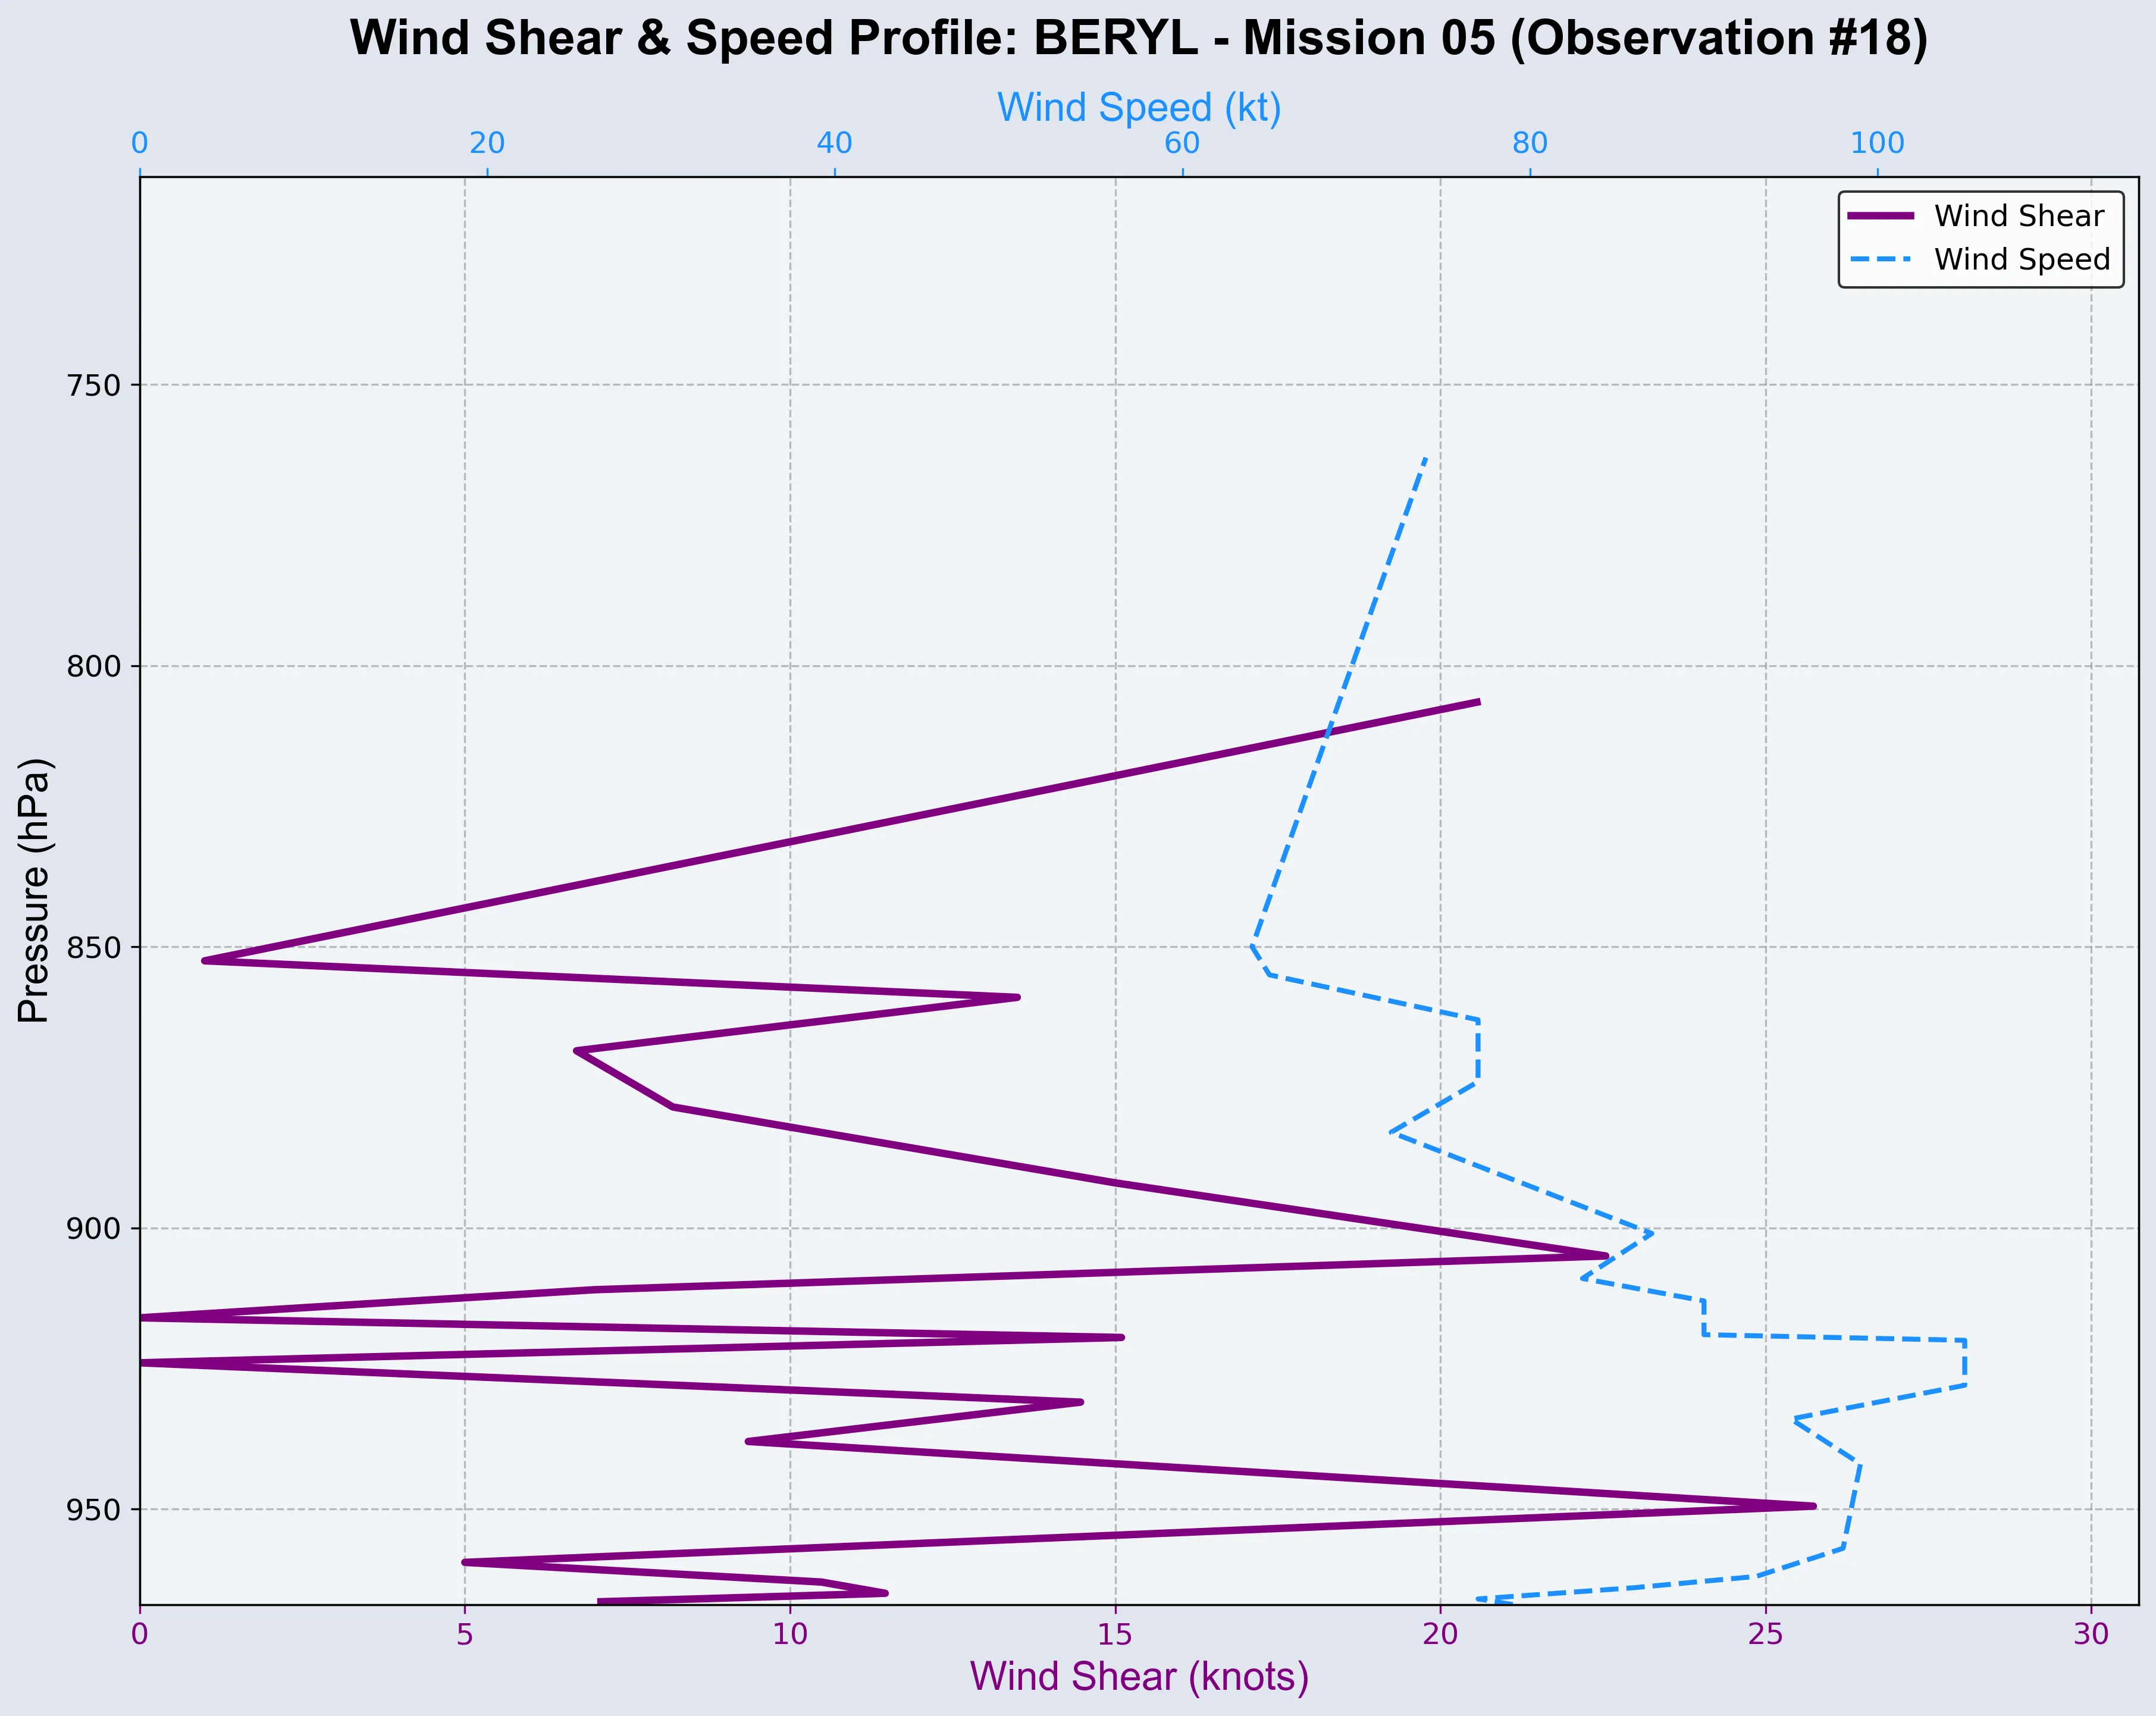 Wind Shear & Speed Profile: BERYL - Mission 05 (Observation #18)
Wind Speed (kt)
0 20 40 60 80 100
Wind Shear
Wind Speed
750
800
850
900
950
Pressure (hPa)
0 5 10 15 20 25 30
Wind Shear (knots)